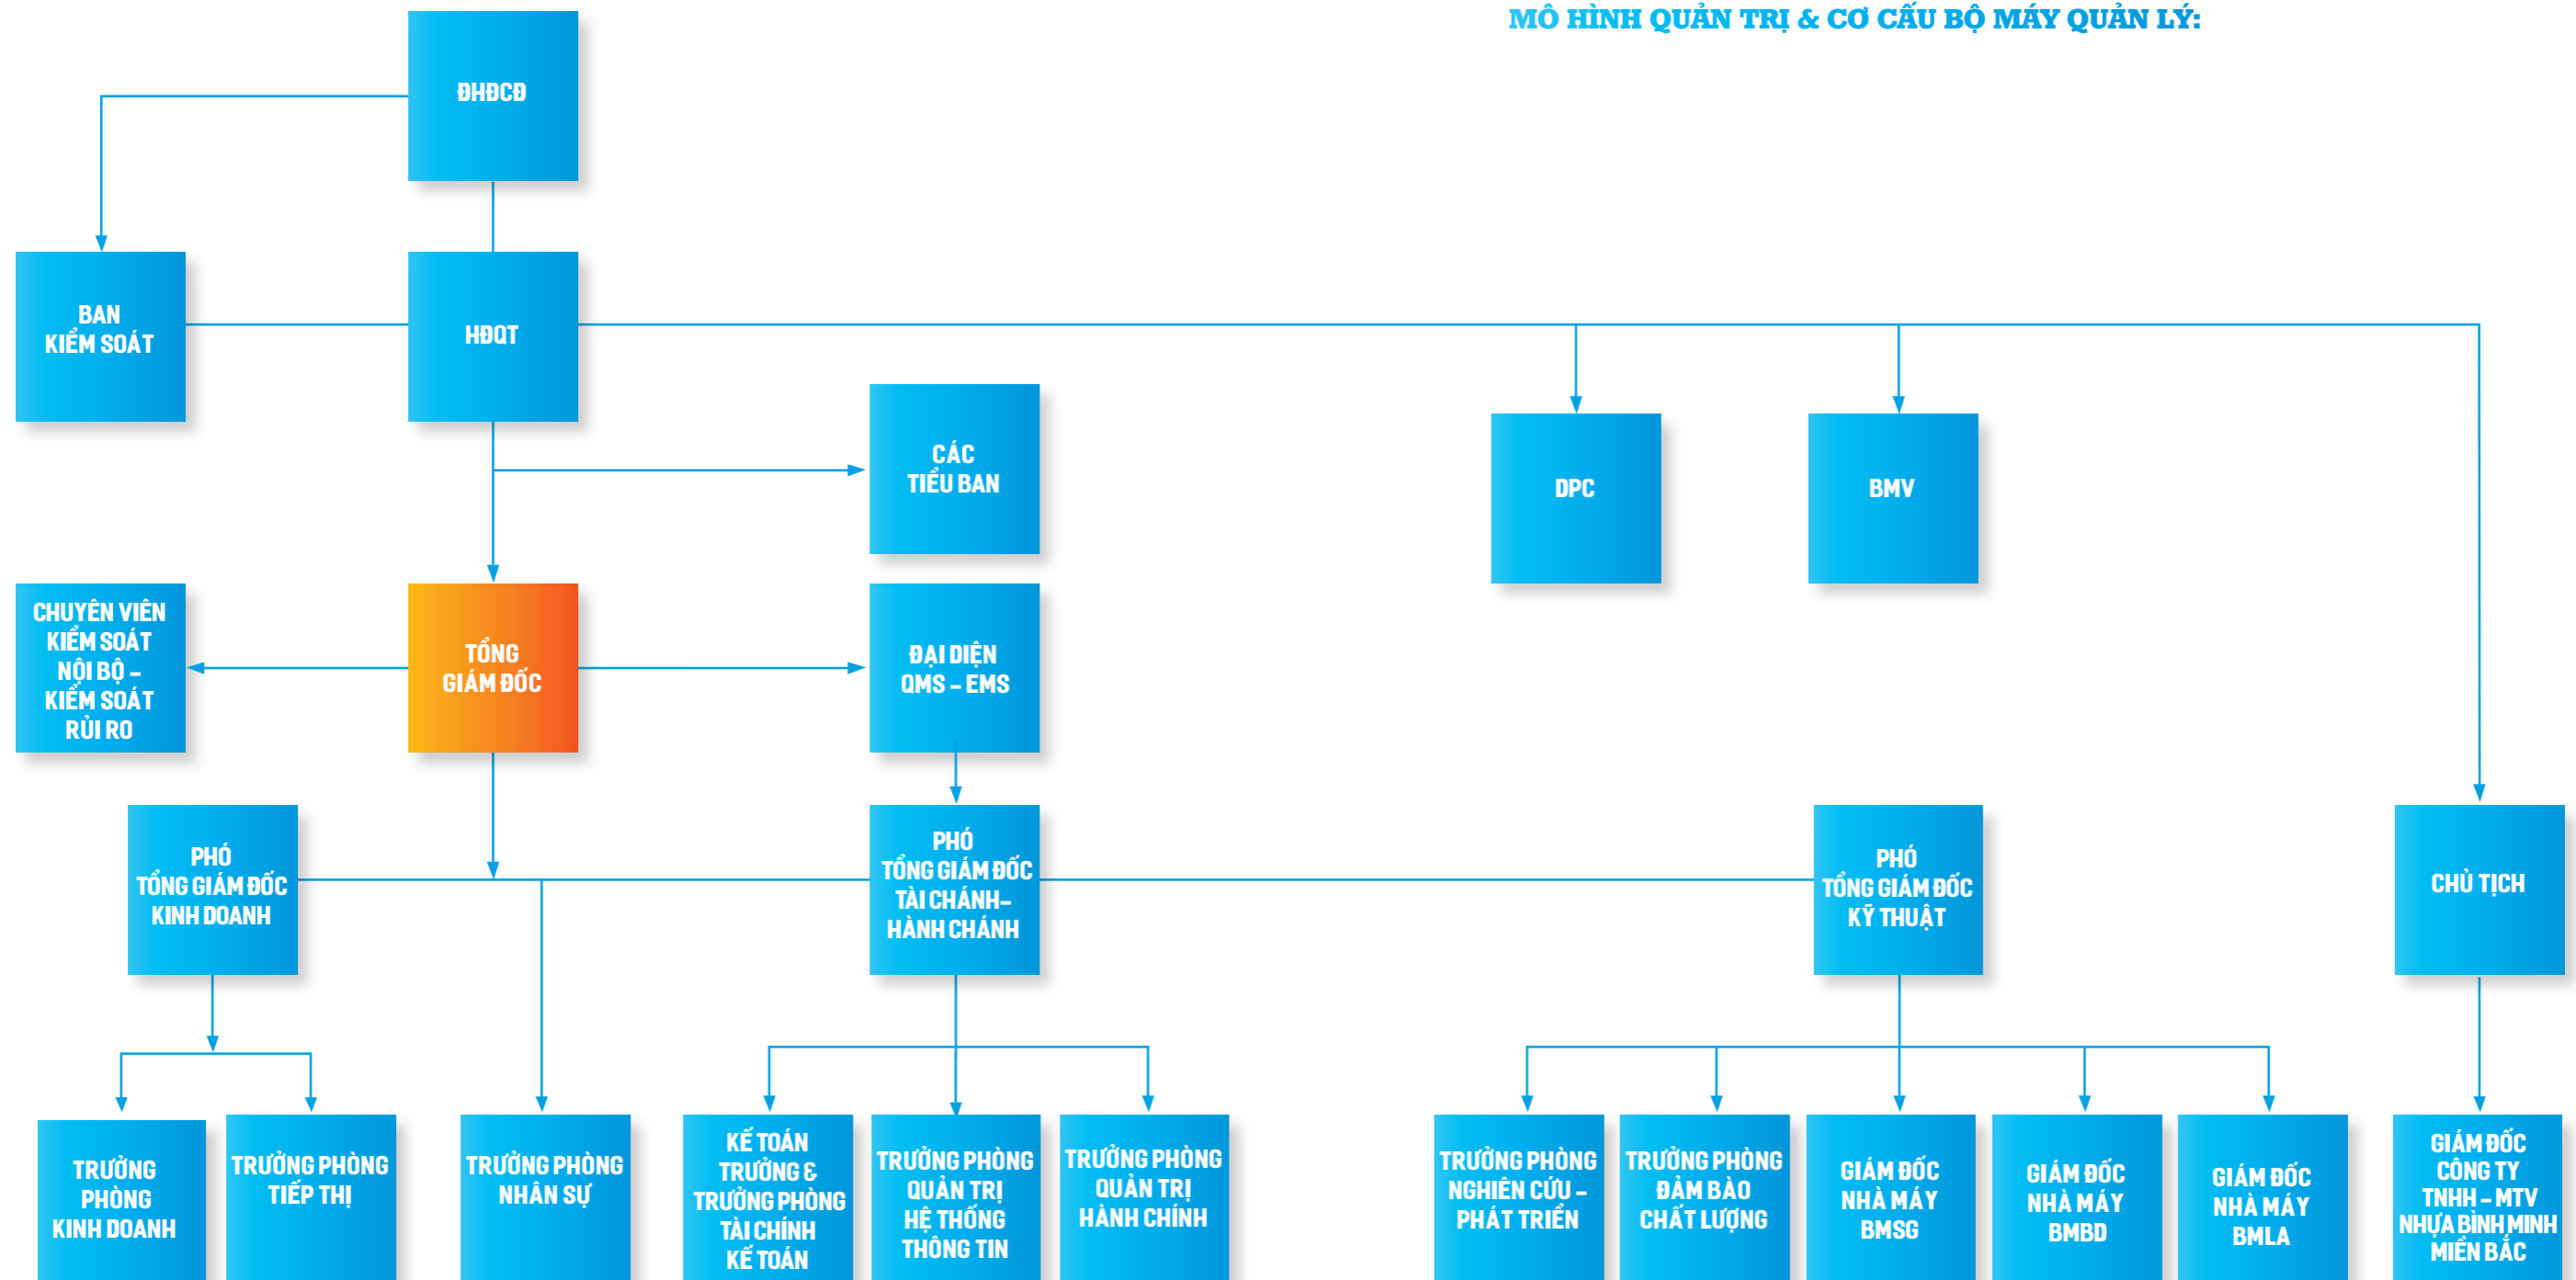 MÔ HÌNH QUẢN TRỊ & CƠ CẤU BỘ MÁY QUẢN LÝ:
ĐHĐCĐ
BAN
KIỂM SOÁT
HĐQT
CÁC
TIỂU BAN
DPC
BMV
CHUYÊN VIÊN
KIỂM SOÁT
NỘI BỘ –
KIỂM SOÁT
RỦI RO
TỔNG
GIÁM ĐỐC
ĐẠI DIỆN
QMS – EMS
PHÓ
TỔNG GIÁM ĐỐC
KINH DOANH
PHÓ
TỔNG GIÁM ĐỐC
TÀI CHÁNH–
HÀNH CHÁNH
PHÓ
TỔNG GIÁM ĐỐC
KỸ THUẬT
CHỦ TỊCH
TRƯỞNG
PHÒNG
KINH DOANH
TRƯỞNG PHÒNG
TIẾP THỊ
TRƯỞNG PHÒNG
NHÂN SỰ
KẾ TOÁN
TRƯỞNG &
TRƯỞNG PHÒNG
TÀI CHÍNH
KẾ TOÁN
TRƯỞNG PHÒNG
QUẢN TRỊ
HỆ THỐNG
THÔNG TIN
TRƯỞNG PHÒNG
QUẢN TRỊ
HÀNH CHÍNH
TRƯỞNG PHÒNG
NGHIÊN CỨU –
PHÁT TRIỂN
TRƯỞNG PHÒNG
ĐẢM BÀO
CHẤT LƯỢNG
GIÁM ĐỐC
NHÀ MÁY
BMSG
GIÁM ĐỐC
NHÀ MÁY
BMBD
GIÁM ĐỐC
NHÀ MÁY
BMLA
GIÁM ĐỐC
CÔNG TY
TNHH – MTV
NHỰA BÌNH MINH
MIỀN BẮC